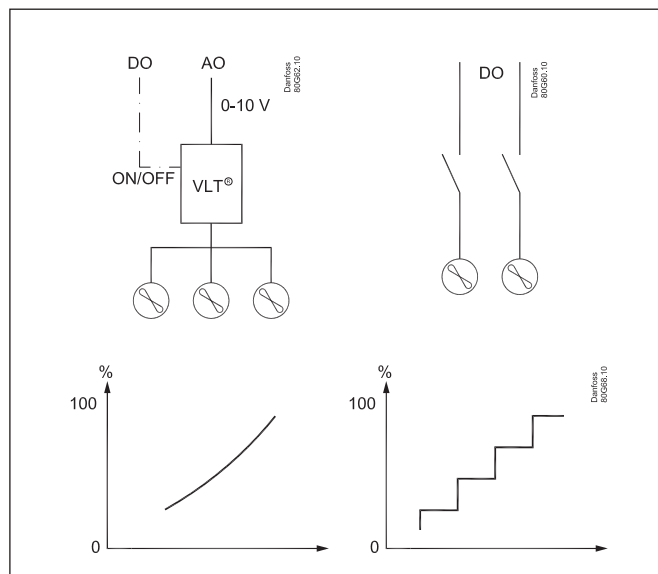 DO
AO
Danfoss
80G62.10
0-10 V
ON/OFF
VLT®
DO
Danfoss
80G60.10
%
100
0
%
100
0
Danfoss
80G68.10